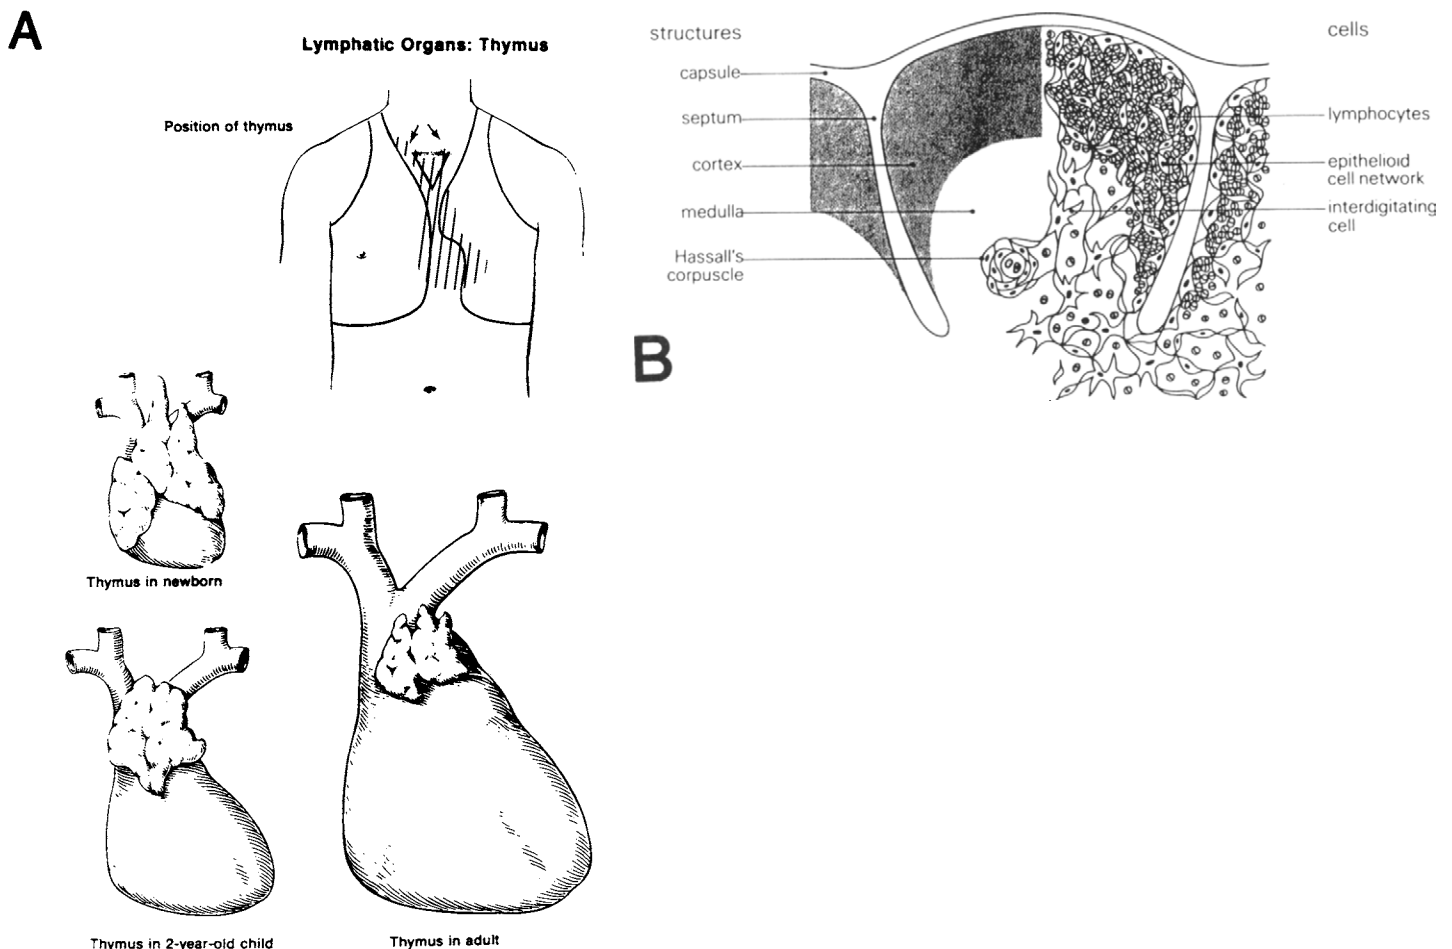 A
Lymphatic Organs: Thymus
Position of thymus
Thymus in newborn
Thymus in 2-year-old child
Thymus in adult
B
structures
capsule
septum
cortex
medulla
Hassall's
corpuscle
cells
lymphocytes
epithelioid
cell network
interdigitating
cell